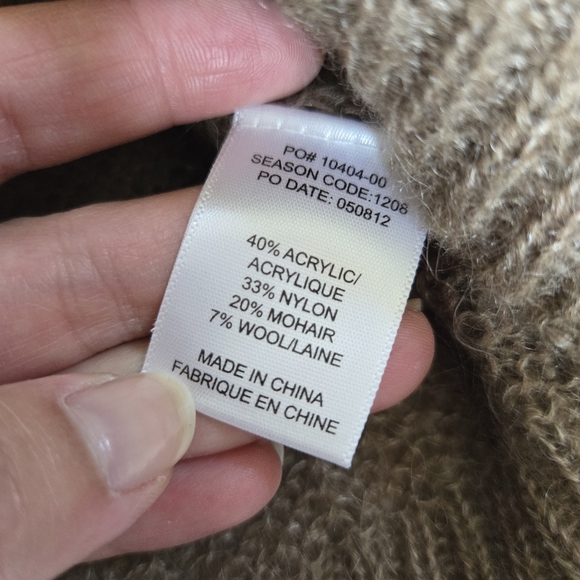 PO# 10404-00
SEASON CODE:1208
PO DATE: 050812
40% ACRYLIC/
ACRYLIQUE
33% NYLON
20% MOHAIR
7% WOOL/LAINE
MADE IN CHINA
FABRIQUE EN CHINE